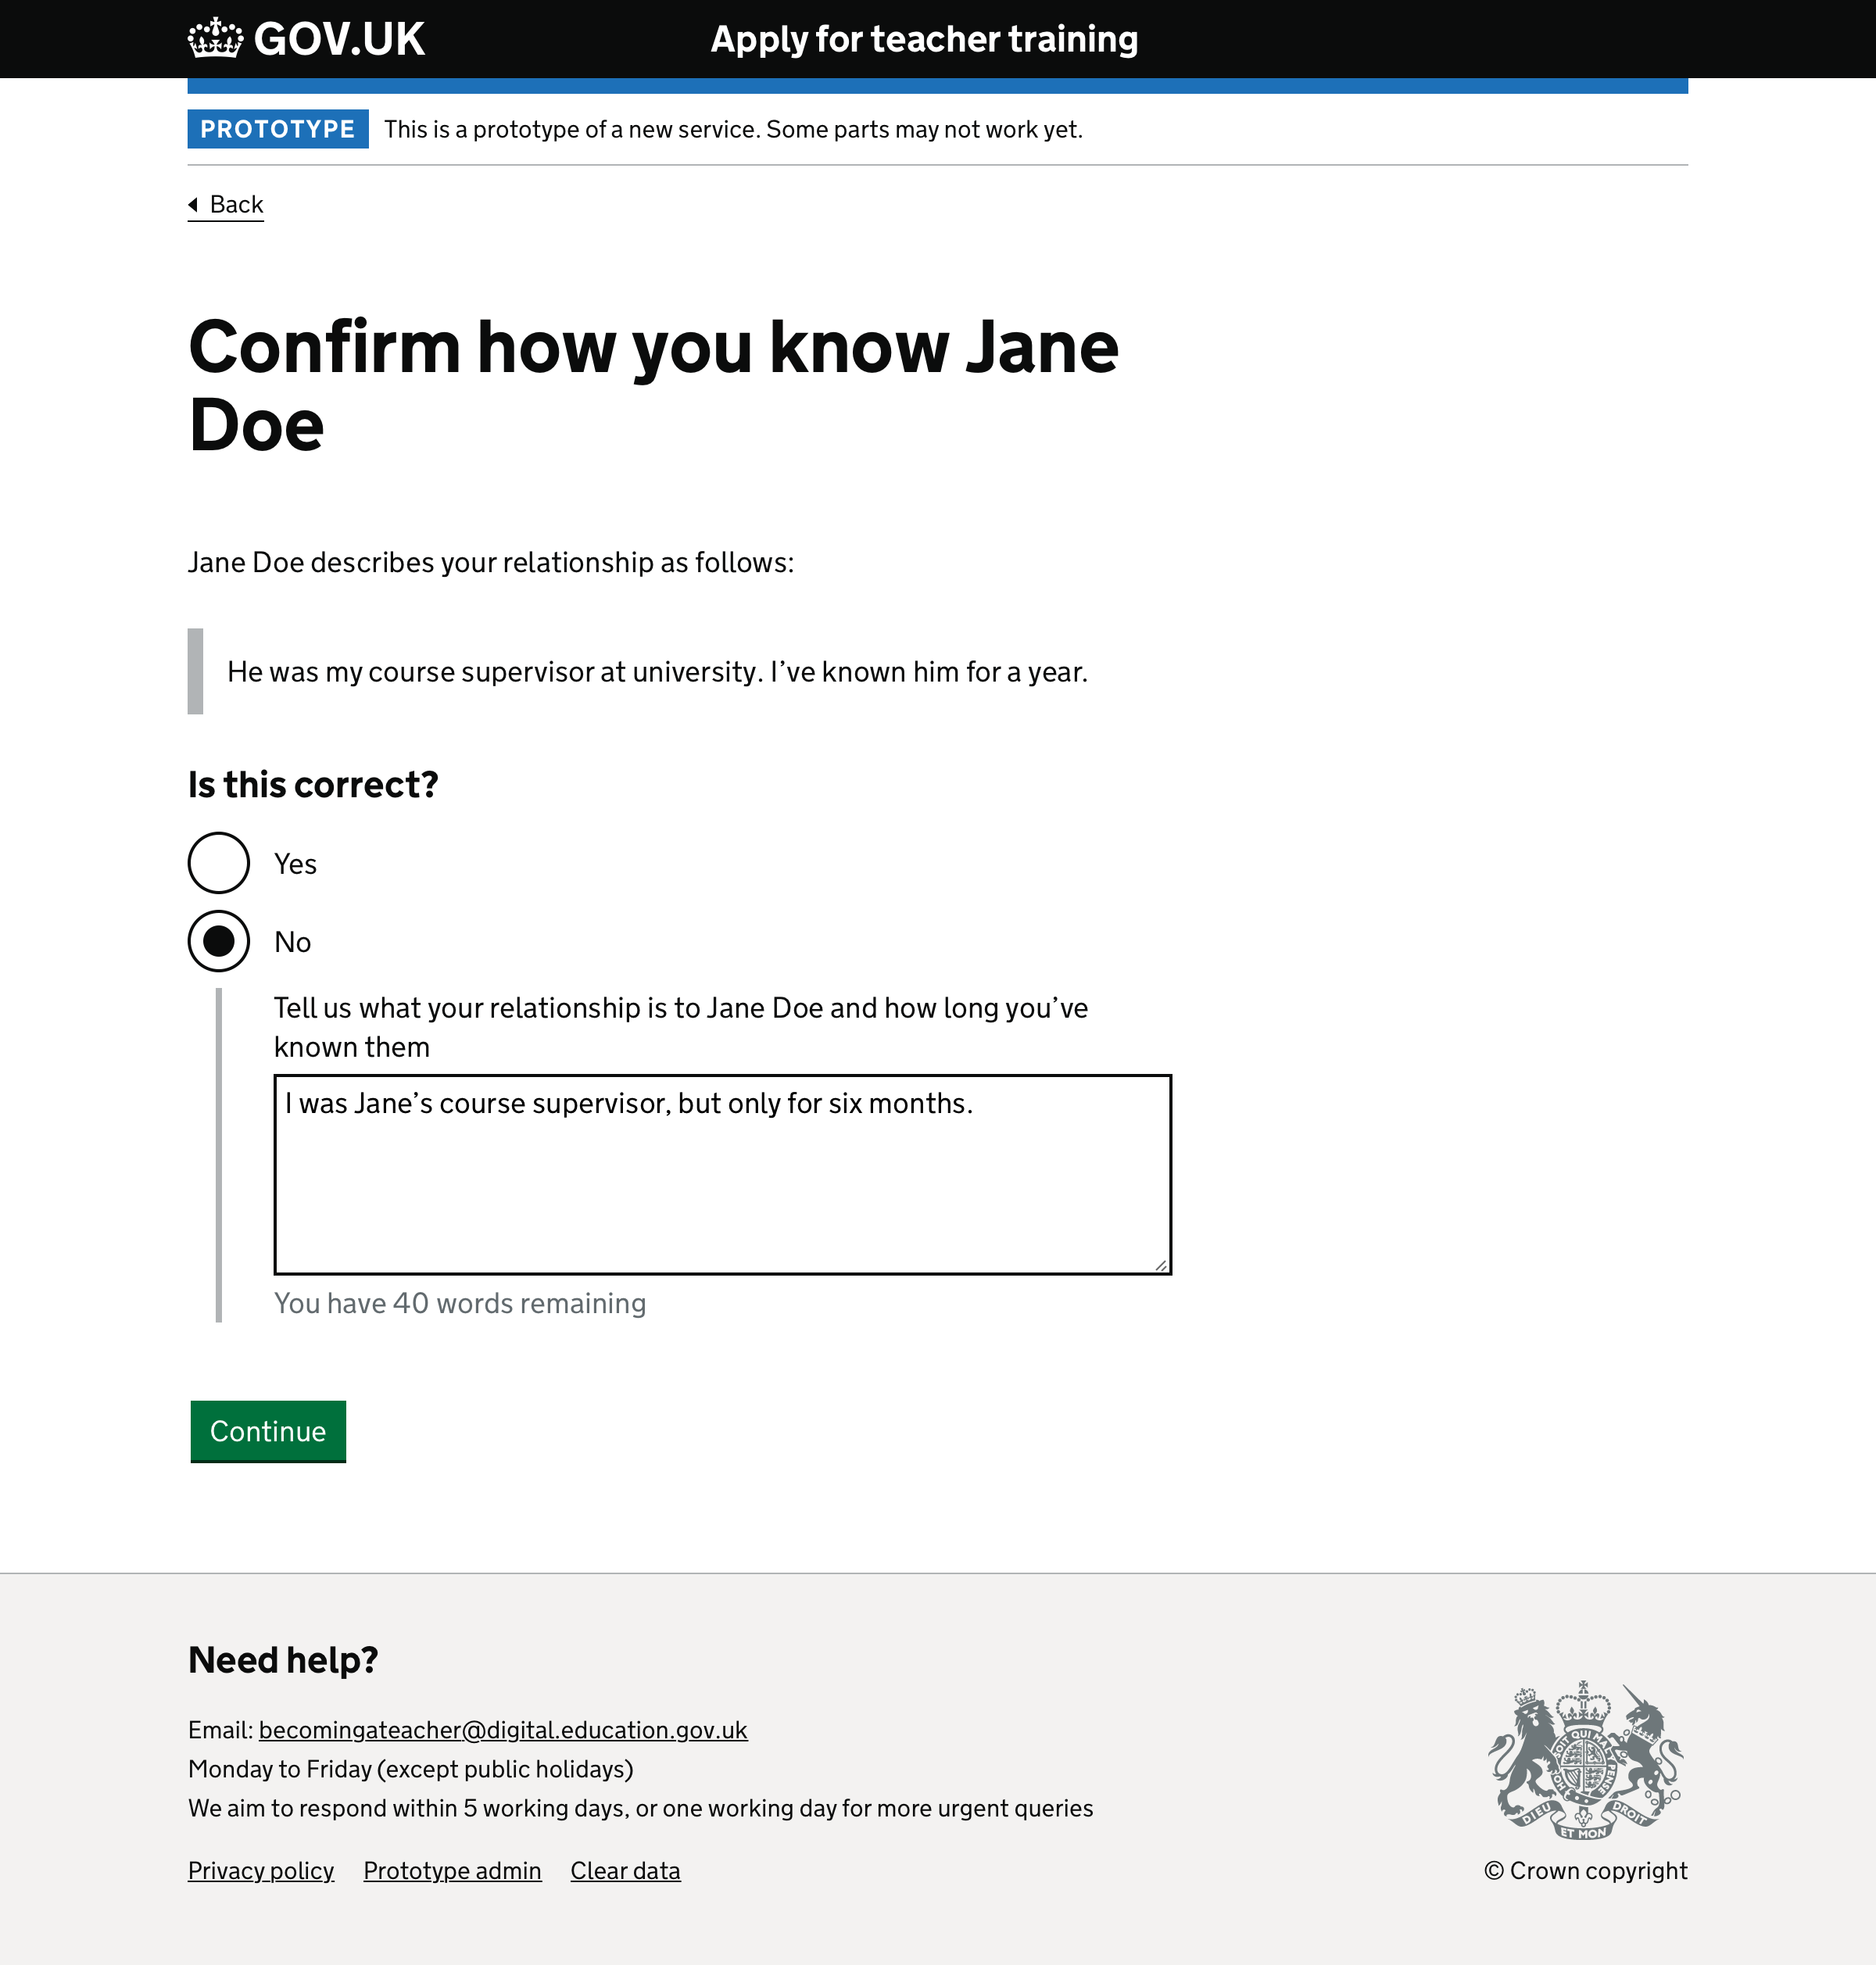 GOV.UK
Apply for teacher training
PROTOTYPE
This is a prototype of a new service. Some parts may not work yet.
Back
Confirm how you know Jane
Doe
Jane Doe describes your relationship as follows:
He was my course supervisor at university. I’ve known him for a year.
Is this correct?
Yes
No
Tell us what your relationship is to Jane Doe and how long you’ve
known them
I was Jane’s course supervisor, but only for six months.
You have 40 words remaining
Continue
Need help?
Email: becomingateacher@digital.education.gov.uk
Monday to Friday (except public holidays)
We aim to respond within 5 working days, or one working day for more urgent queries
Privacy policy
Prototype admin
Clear data
DIEU
ET MON
DROIT
© Crown copyright